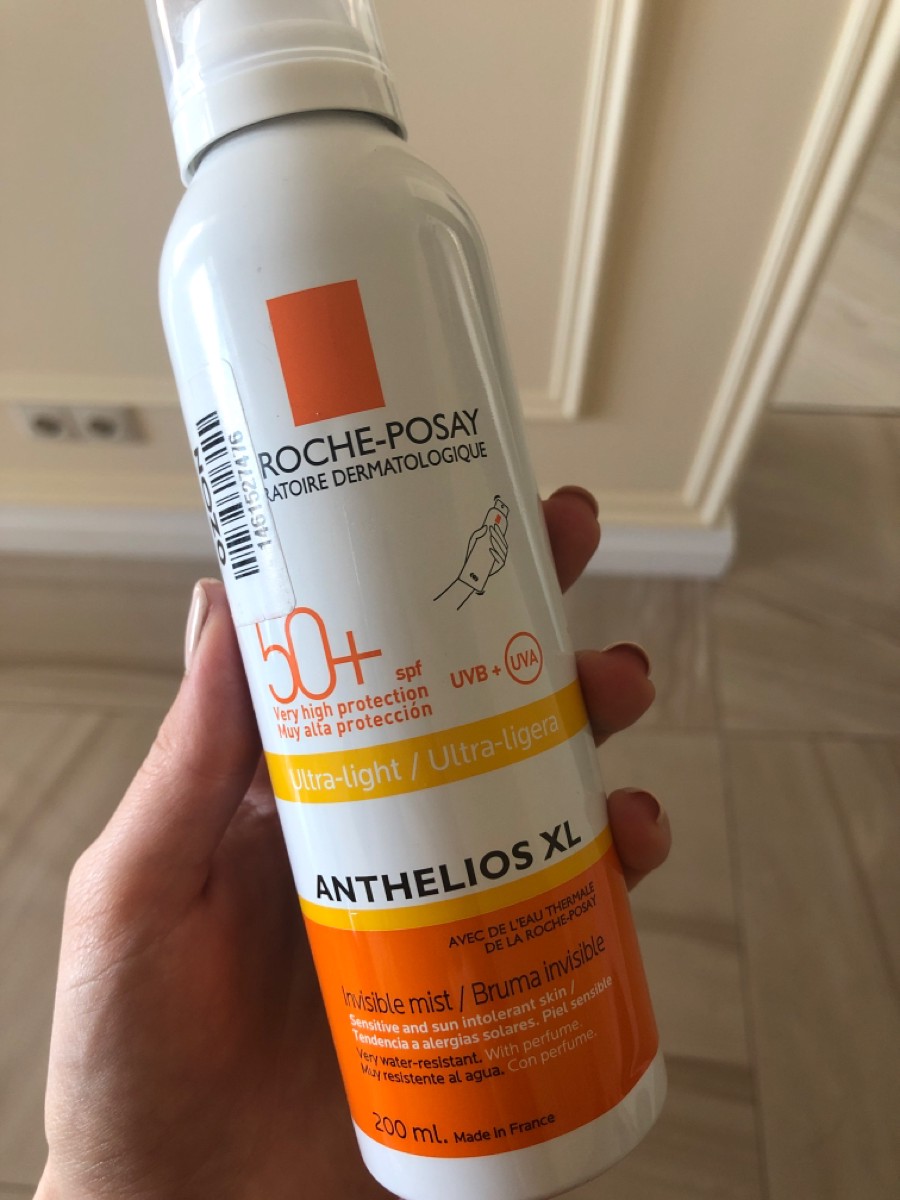 ROCHE-POSAY
RATOIRE DERMATOLOGIQUE
OZON
1461527476
50+ spf
UVB + UVA
Very high protection
Muy alta protección
Ultra-light / Ultra-ligera
ANTHELIOS XL
AVEC DE L'EAU THERMALE
DE LA ROCHE-POSAY
Invisible mist / Bruma invisible
Sensitive and sun intolerant skin /
Tendencia a alergias solares. Piel sensible
Very water-resistant. With perfume.
Muy resistente al agua. Con perfume.
200 ml. Made in France